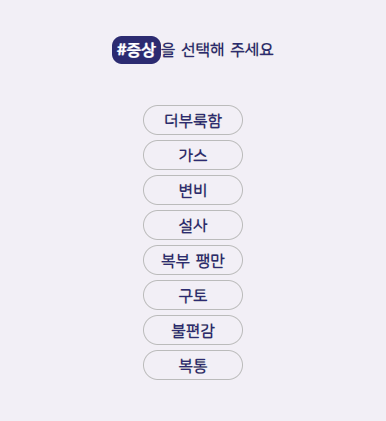 #증상을 선택해 주세요
더부룩함
가스
변비
설사
복부 팽만
구토
불편감
복통